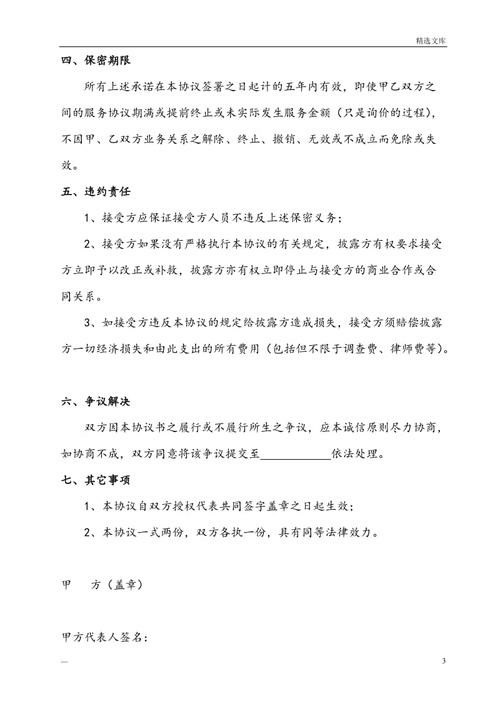 精选文库
四、保密期限
所有上述承诺在本协议签署之日起计的五年内有效，即使甲乙双方之
间的服务协议期满或提前终止或未实际发生服务金额（只是询价的过程），
不因甲、乙双方业务关系之解除、终止、撤销、无效或不成立而免除或失
效。
五、违约责任
1、接受方应保证接受方人员不违反上述保密义务；
2、接受方如果没有严格执行本协议的有关规定，披露方有权要求接受
方立即予以改正或补救，披露方亦有权立即停止与接受方的商业合作或合
同关系。
3、如接受方违反本协议的规定给披露方造成损失，接受方须赔偿披露
方一切经济损失和由此支出的所有费用（包括但不限于调查费、律师费等）。
六、争议解决
双方因本协议书之履行或不履行所生之争议，应本诚信原则尽力协商，
如协商不成，双方同意将该争议提交至____________依法处理。
七、其它事项
1、本协议自双方授权代表共同签字盖章之日起生效；
2、本协议一式两份，双方各执一份，具有同等法律效力。
甲 方（盖章）
甲方代表人签名：
— 3